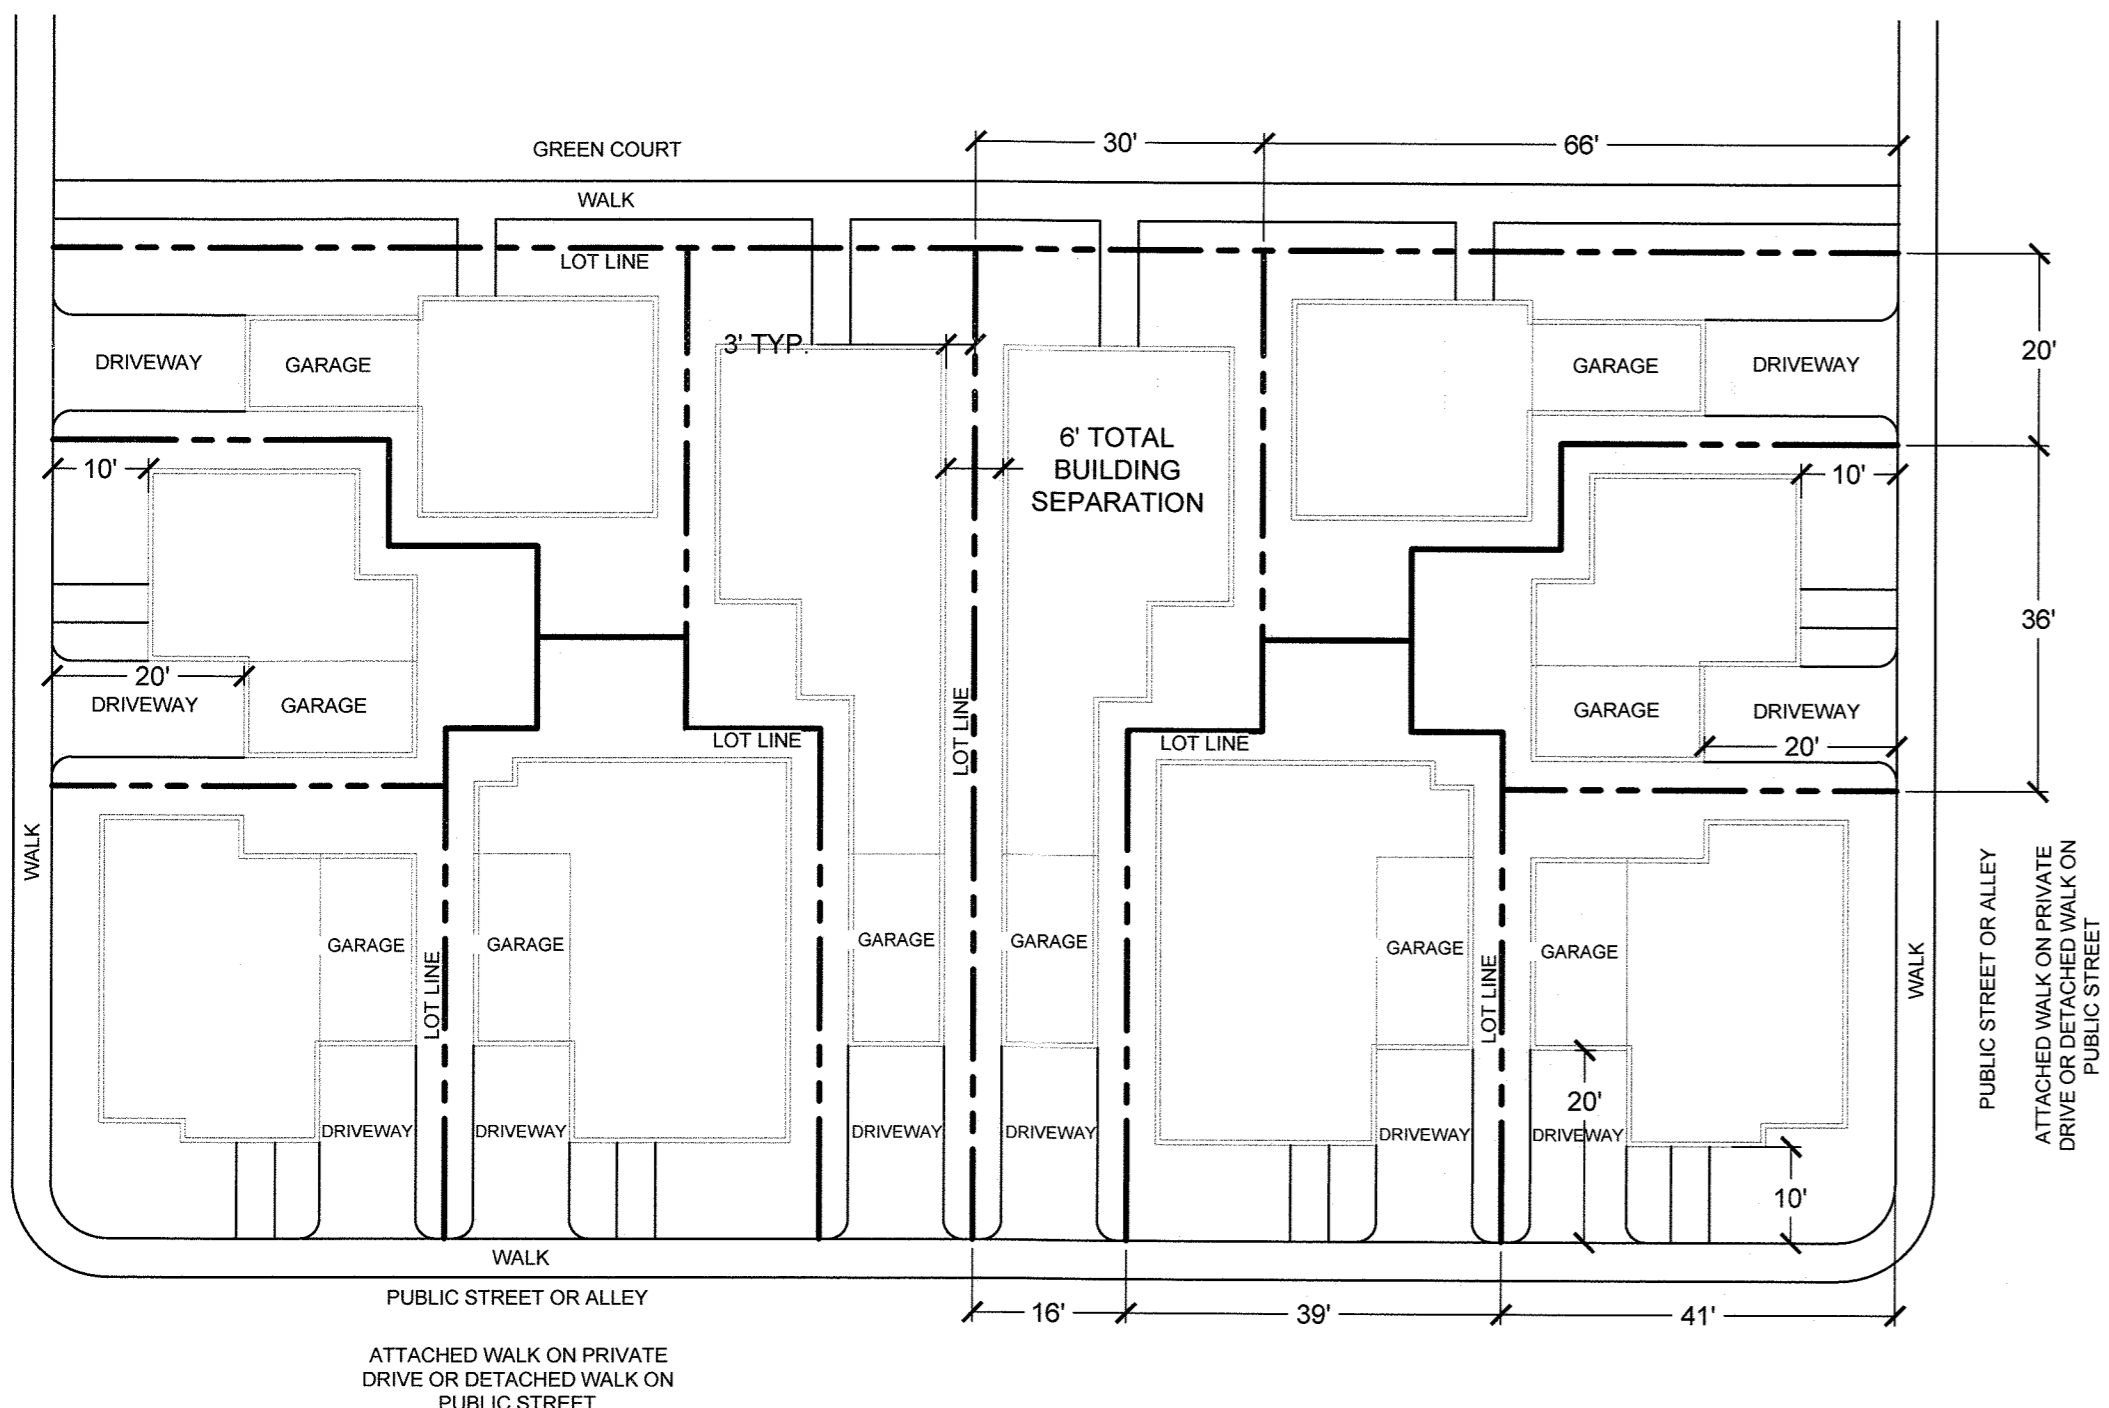 30'
66'
GREEN COURT
WALK
LOT LINE
3' TYP.
20'
DRIVEWAY
GARAGE
GARAGE
DRIVEWAY
6' TOTAL
BUILDING
SEPARATION
10'
10'
36'
20'
DRIVEWAY
GARAGE
LOT LINE
LOT LINE
LOT LINE
GARAGE
DRIVEWAY
20'
WALK
GARAGE
LOT LINE
GARAGE
GARAGE
GARAGE
GARAGE
LOT LINE
GARAGE
WALK
PUBLIC STREET OR ALLEY
ATTACHED WALK ON PRIVATE
DRIVE OR DETACHED WALK ON
PUBLIC STREET
20'
DRIVEWAY
DRIVEWAY
DRIVEWAY
DRIVEWAY
DRIVEWAY
DRIVEWAY
10'
WALK
PUBLIC STREET OR ALLEY
16'
39'
41'
ATTACHED WALK ON PRIVATE
DRIVE OR DETACHED WALK ON
PUBLIC STREET